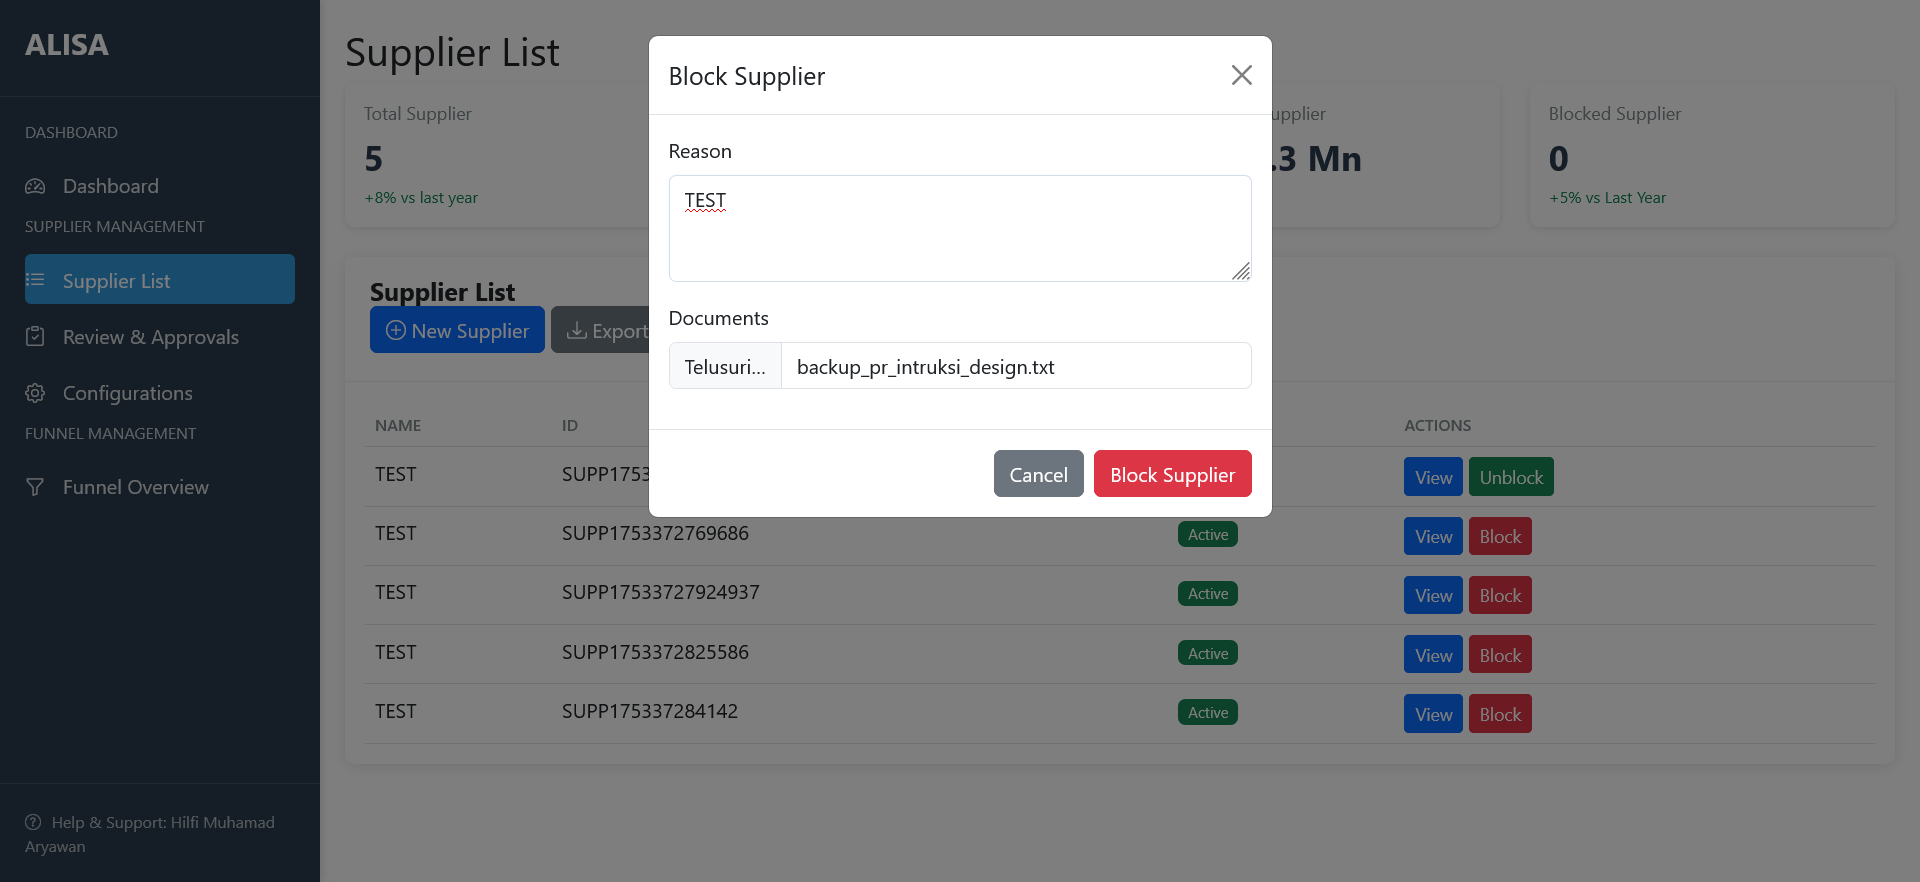 ALISA
DASHBOARD
Dashboard
SUPPLIER MANAGEMENT
Supplier List
Review & Approvals
Configurations
FUNNEL MANAGEMENT
Funnel Overview
Help & Support: Hilfi Muhamad
Aryawan
Supplier List
Total Supplier
5
+8% vs last year
.3 Mn
Blocked Supplier
0
+5% vs Last Year
Supplier List
New Supplier
Export
NAME ID ACTIONS
TEST SUPP1753 View Unblock
TEST SUPP1753372769686 Active View Block
TEST SUPP17533727924937 Active View Block
TEST SUPP1753372825586 Active View Block
TEST SUPP175337284142 Active View Block
Block Supplier
Reason
TEST
Documents
Telusuri... backup_pr_intruksi_design.txt
Cancel Block Supplier